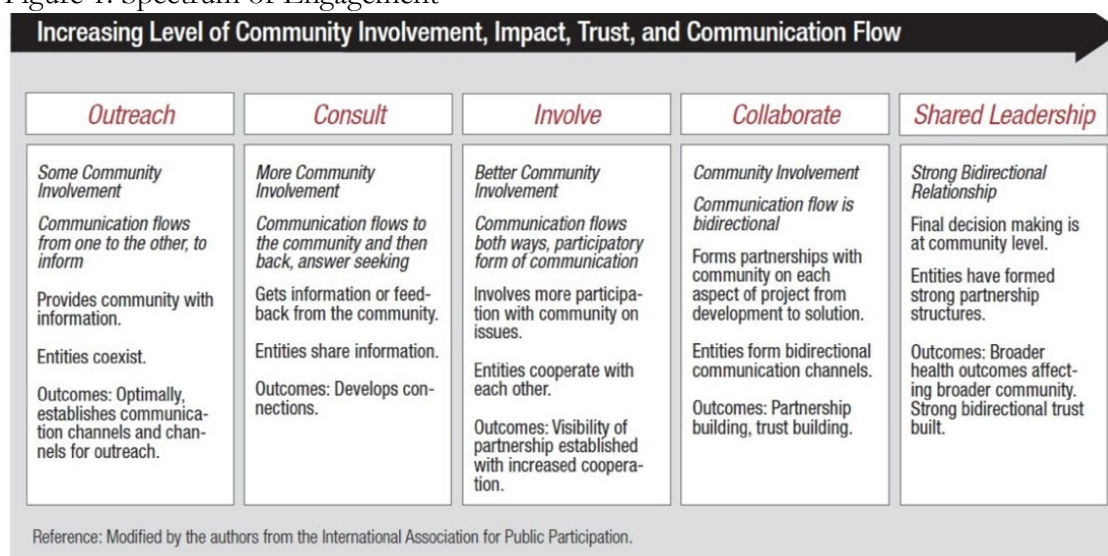 Figure 1. Spectrum of Engagement
Increasing Level of Community Involvement, Impact, Trust, and Communication Flow
Outreach
Some Community
Involvement
Communication flows
from one to the other, to
inform
Provides community with
information.
Entities coexist.
Outcomes: Optimally,
establishes communica-
tion channels and chan-
nels for outreach.
Consult
More Community
Involvement
Communication flows to
the community and then
back, answer seeking
Gets information or feed-
back from the community.
Entities share information.
Outcomes: Develops con-
nections.
Involve
Better Community
Involvement
Communication flows
both ways, participatory
form of communication
Involves more participa-
tion with community on
issues.
Entities cooperate with
each other.
Outcomes: Visibility of
partnership established
with increased coopera-
tion.
Collaborate
Community Involvement
Communication flow is
bidirectional
Forms partnerships with
community on each
aspect of project from
development to solution.
Entities form bidirectional
communication channels.
Outcomes: Partnership
building, trust building.
Shared Leadership
Strong Bidirectional
Relationship
Final decision making is
at community level.
Entities have formed
strong partnership
structures.
Outcomes: Broader
health outcomes affect-
ing broader community.
Strong bidirectional trust
built.
Reference: Modified by the authors from the International Association for Public Participation.